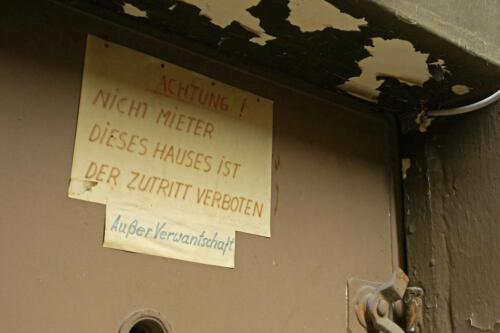 ACHTUNG !
NICHT MIETER
DIESES HAUSES IST
DER ZUTRITT VERBOTEN
Außer Verwantschaft